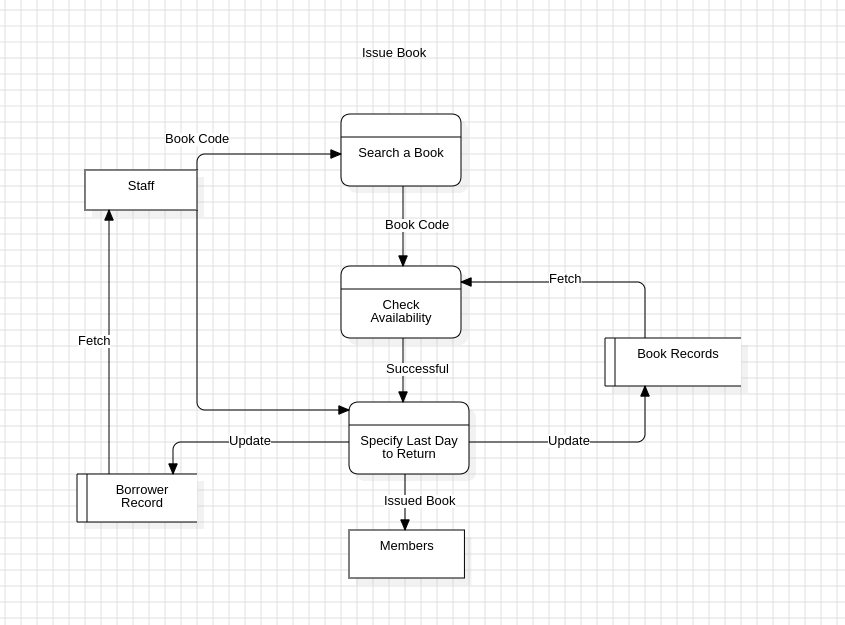 Issue Book
Book Code
Search a Book
Staff
Book Code
Fetch
Check
Availability
Fetch
Book Records
Successful
Update
Specify Last Day
to Return
Update
Borrower
Record
Issued Book
Members